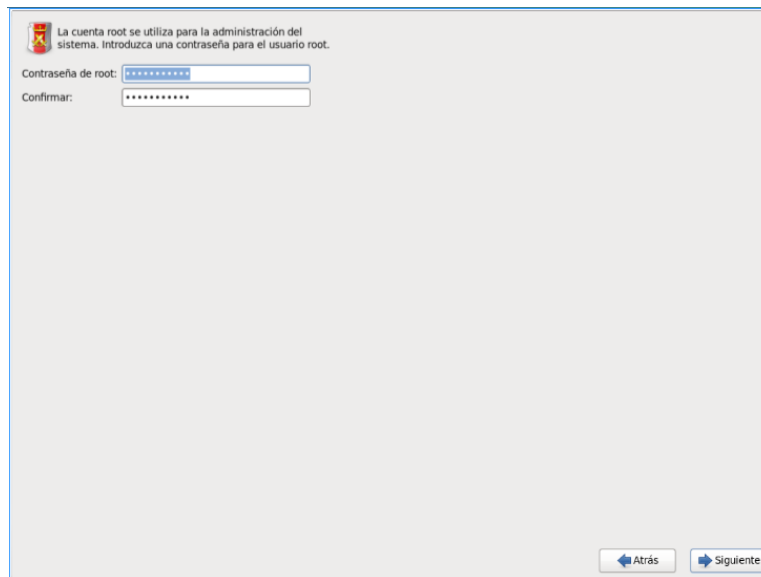 La cuenta root se utiliza para la administración del
sistema. Introduzca una contraseña para el usuario root.
Contraseña de root: •••••••••••
Confirmar: •••••••••••
Atrás Siguiente